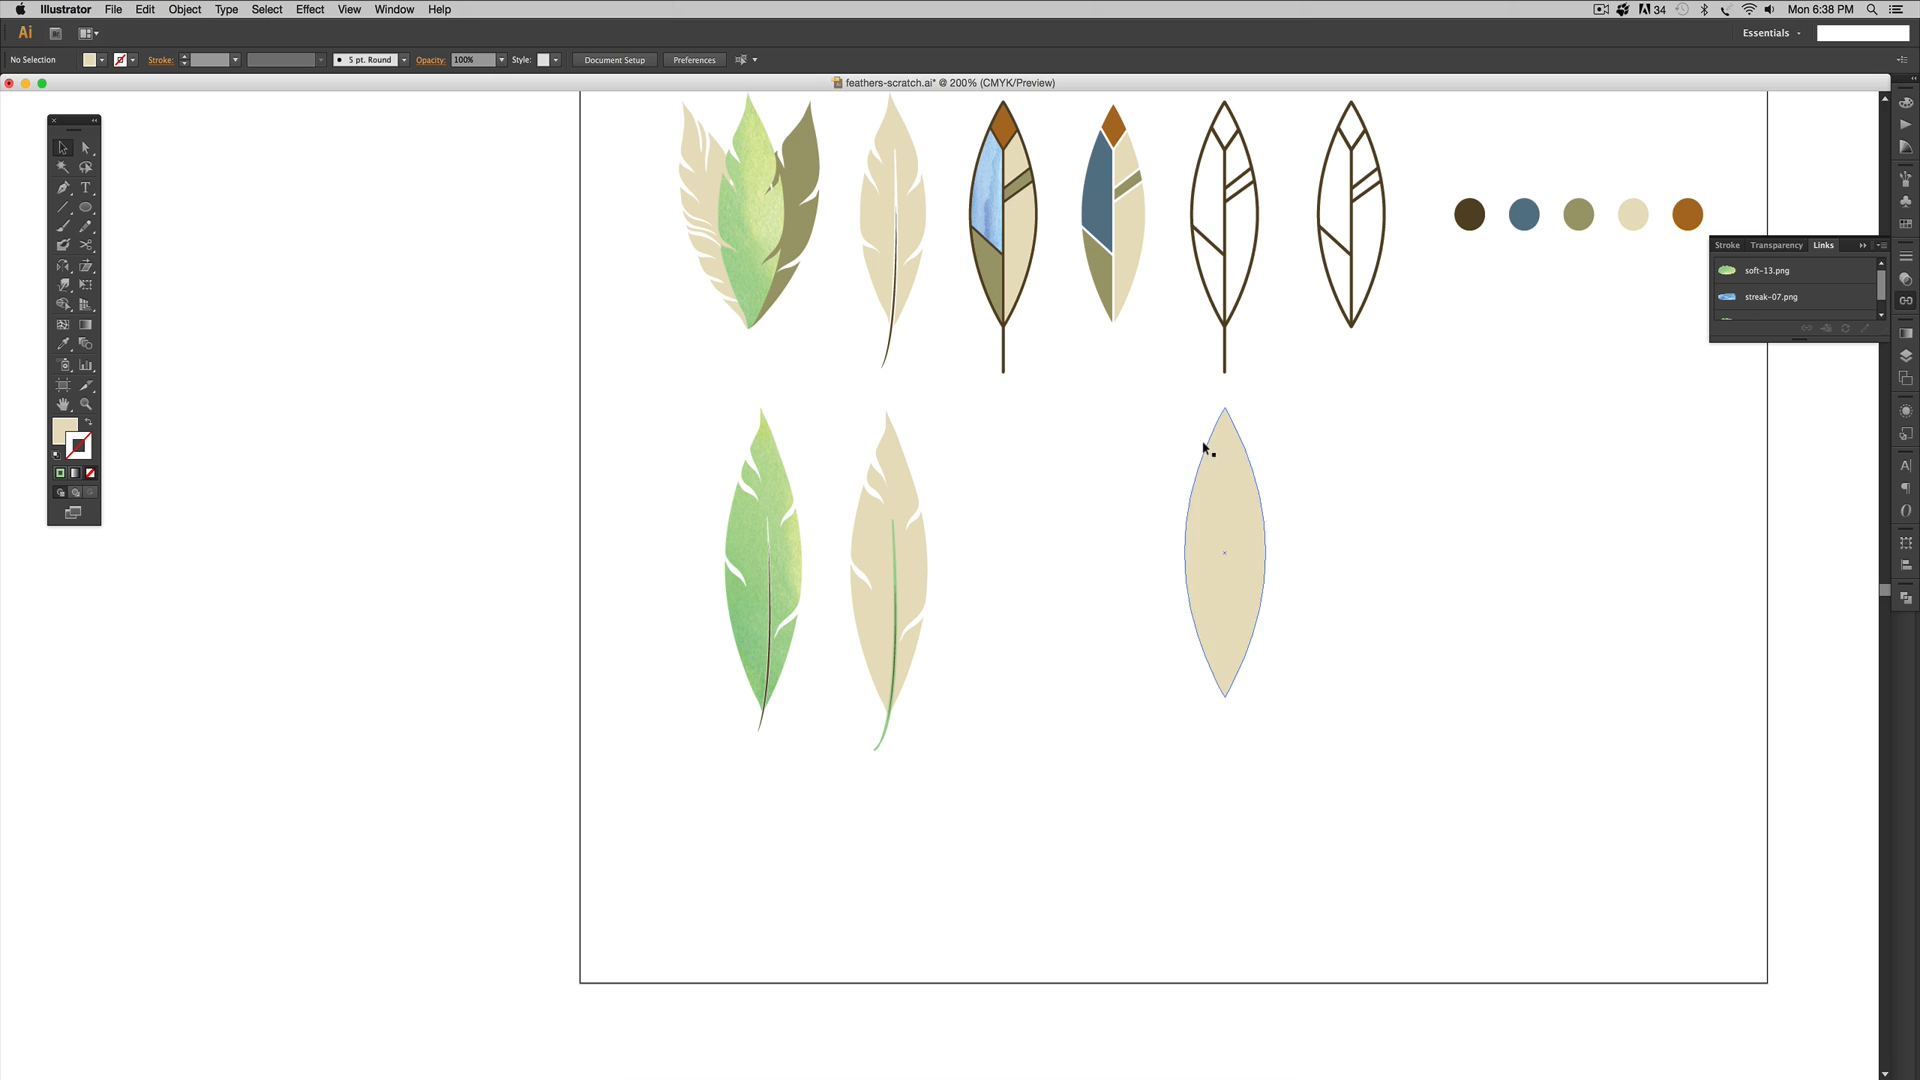 Illustrator File Edit Object Type Select Effect View Window Help
34 Mon 6:38 PM
Ai Br Essentials
No Selection Stroke: 5 pt. Round Opacity: 100% Style: Document Setup Preferences
feathers-scratch.ai* @ 200% (CMYK/Preview)
Stroke Transparency Links
soft-13.png
streak-07.png